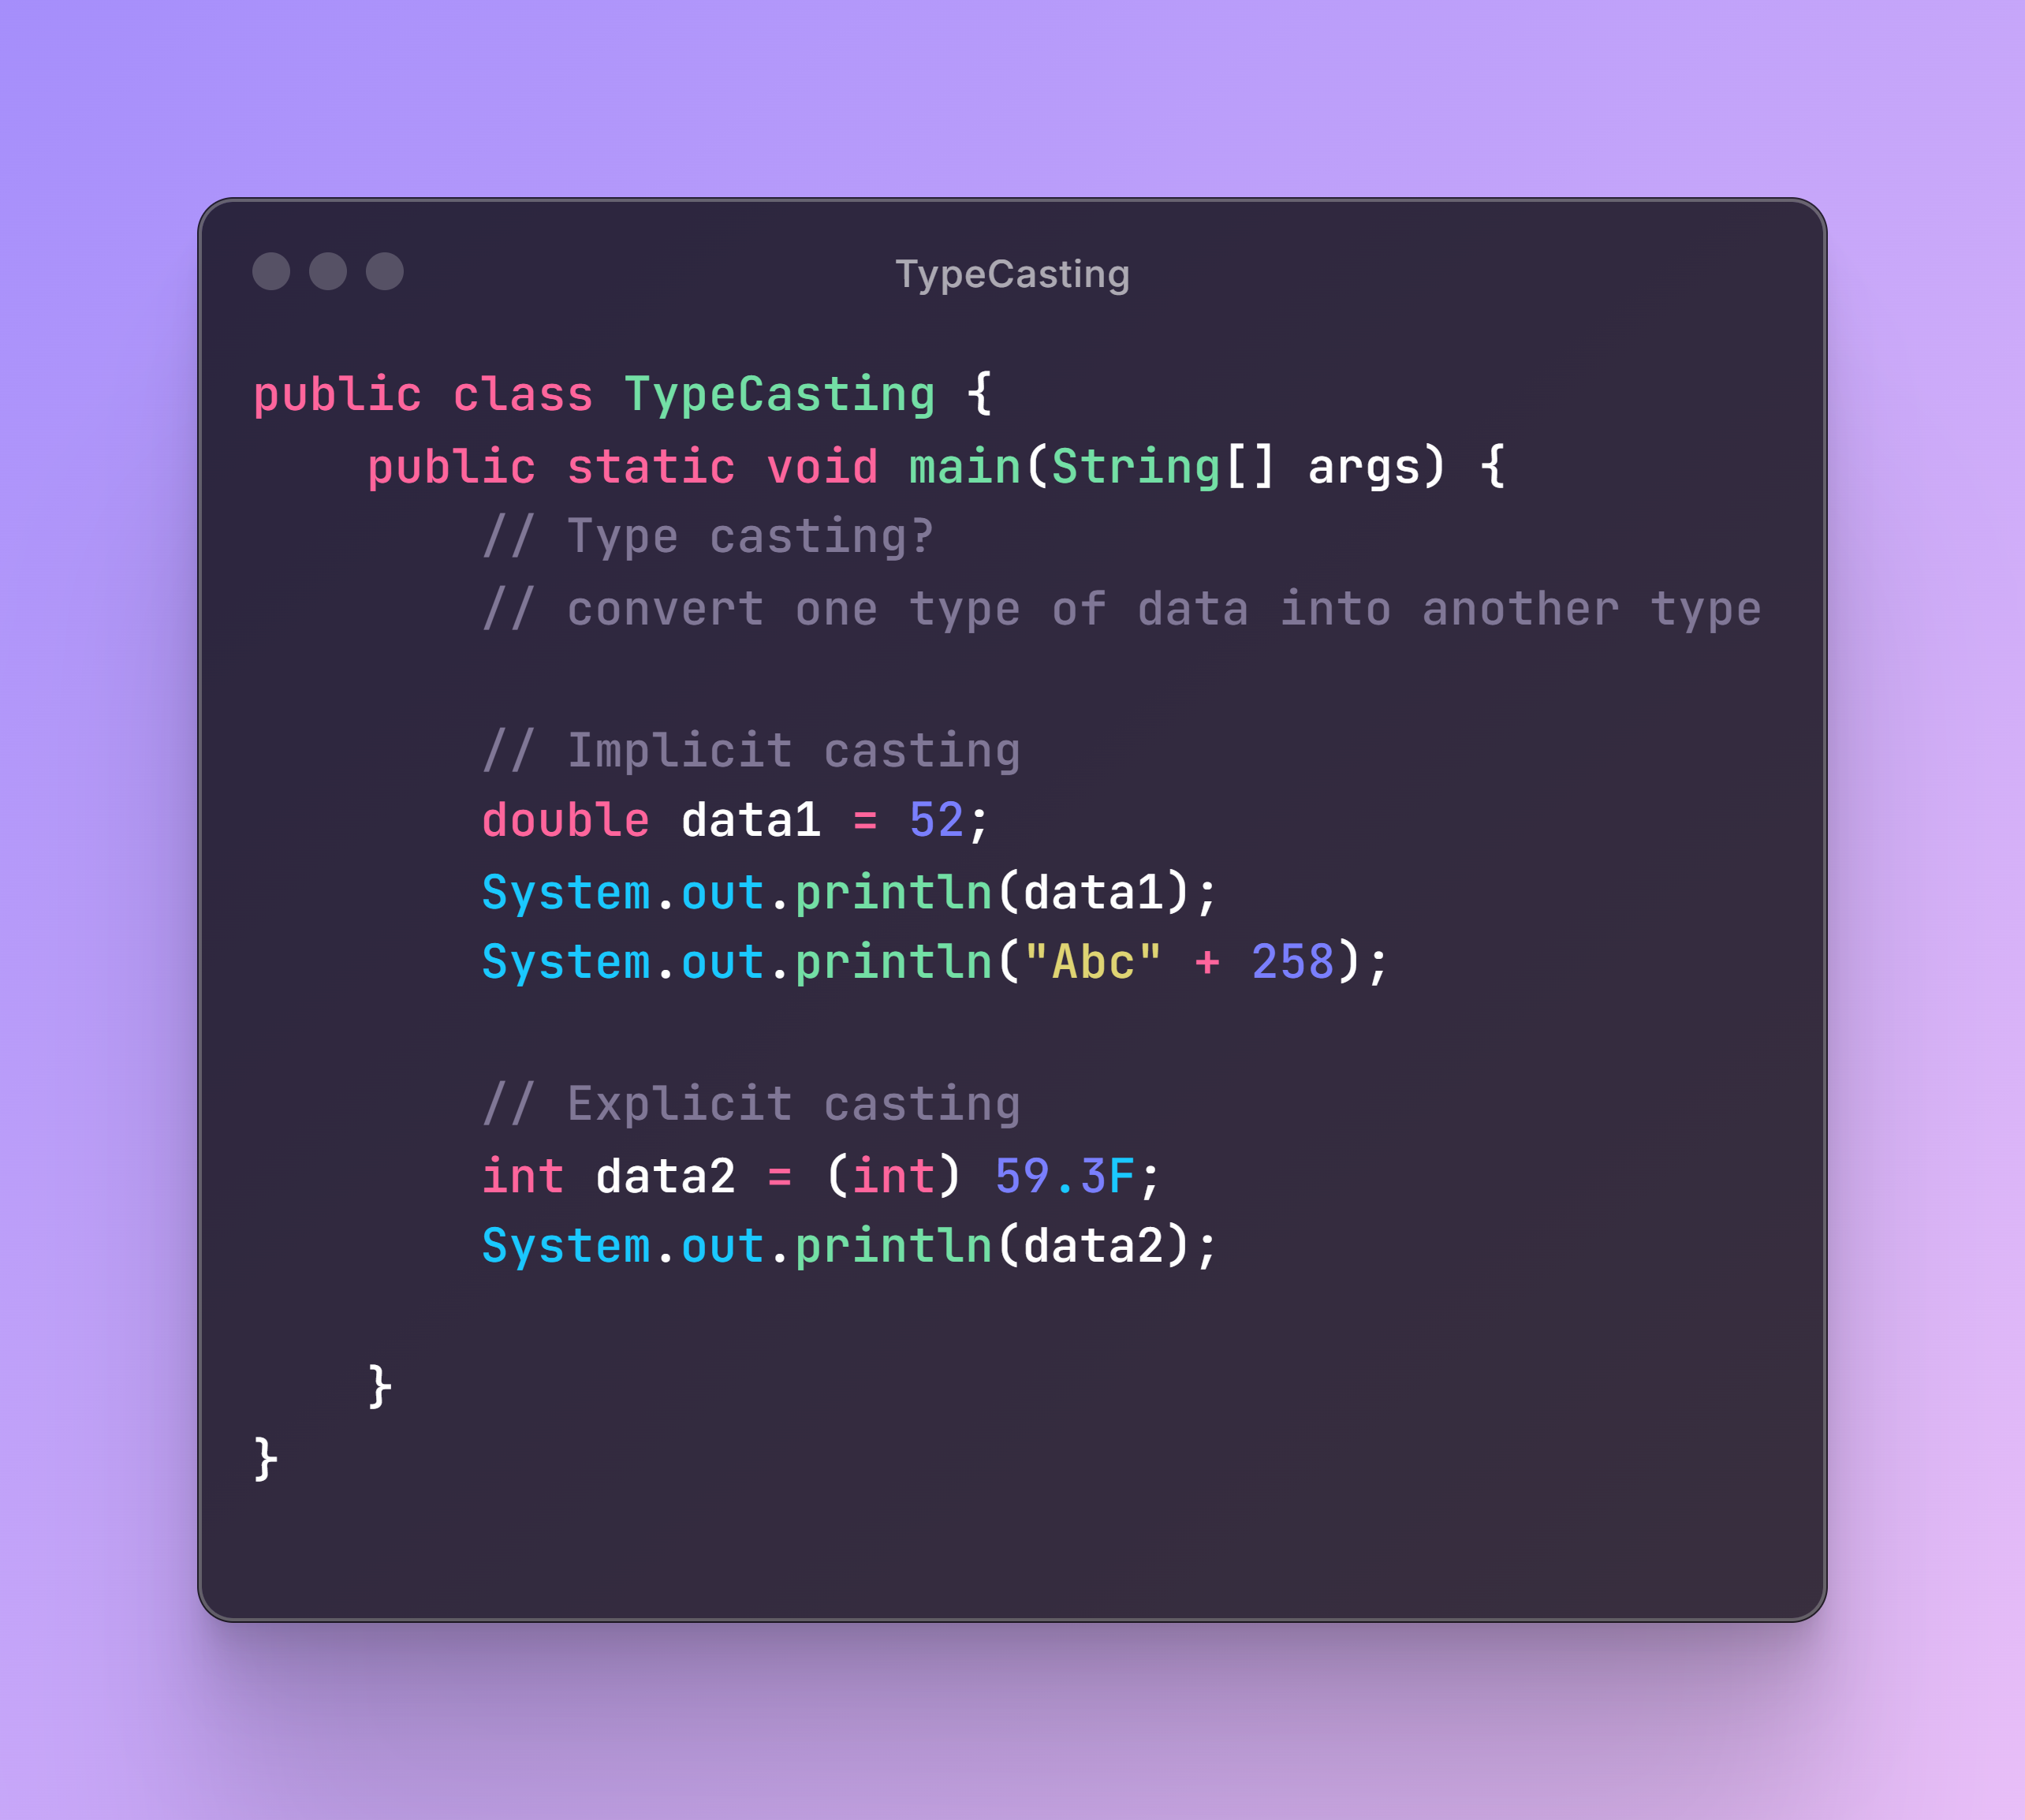 TypeCasting
public class TypeCasting {
    public static void main(String[] args) {
        // Type casting?
        // convert one type of data into another type

        // Implicit casting
        double data1 = 52;
        System.out.println(data1);
        System.out.println("Abc" + 258);

        // Explicit casting
        int data2 = (int) 59.3F;
        System.out.println(data2);

    }
}